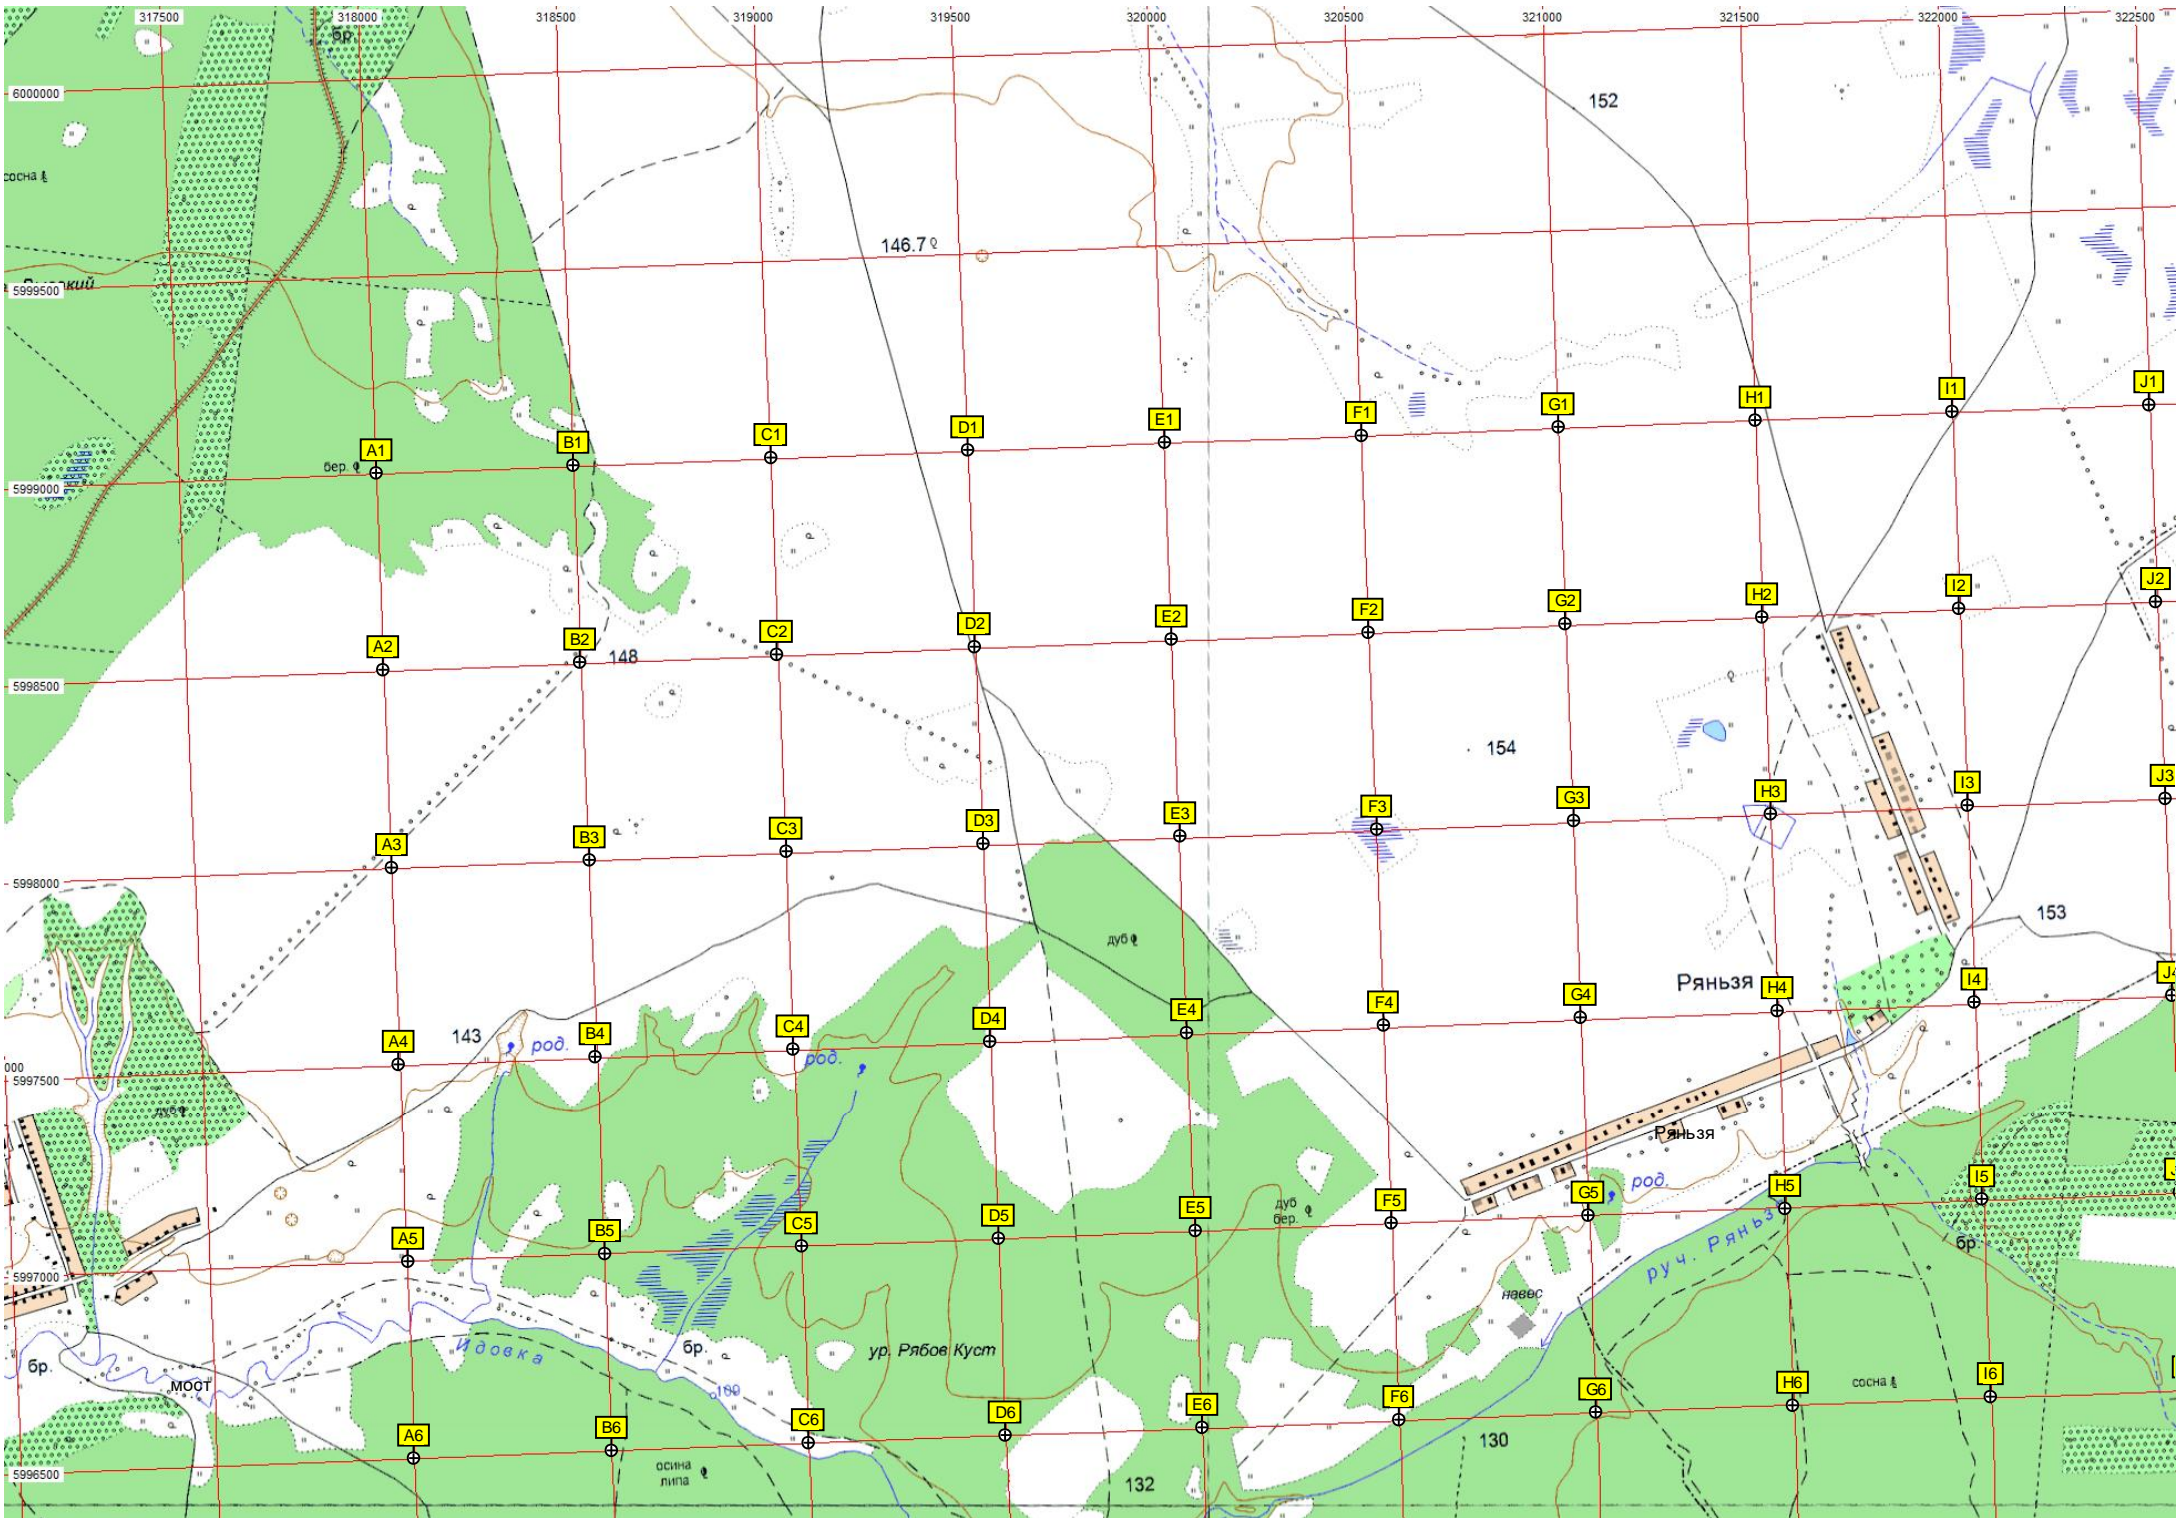 317500 318000 318500 319000 319500 320000 320500 321000 321500 322000 322500
бр
6000000
152
сосна
146.7
5999500
A1 B1 C1 D1 E1 F1 G1 H1 I1 J1
бер.
5999000
A2 B2 C2 D2 E2 F2 G2 H2 I2 J2
148
5998500
154
A3 B3 C3 D3 E3 F3 G3 H3 I3 J3
5998000
153
дуб
Ряньзя
A4 B4 C4 D4 E4 F4 G4 H4 I4 J4
143
род.
род.
000
5997500
дуб
Ряньзя
род.
дуб
бер.
A5 B5 C5 D5 E5 F5 G5 H5 I5
руч. Ряньз
бр.
5997000
навес
Идовка
бр.
ур. Рябов Куст
бр.
мост
109
сосна
A6 B6 C6 D6 E6 F6 G6 H6 I6
130
осина
липа
132
5996500